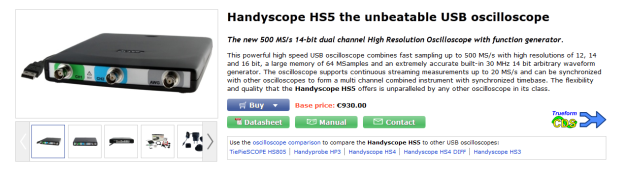 Handyscope HS5 the unbeatable USB oscilloscope
The new 500 MS/s 14-bit dual channel High Resolution Oscilloscope with function generator.
This powerful high speed USB oscilloscope combines fast sampling up to 500 MS/s with high resolutions of 12, 14
and 16 bit, a large memory of 64 MSamples and an extremely accurate built-in 30 MHz 14 bit arbitrary waveform
generator. The oscilloscope supports continuous streaming measurements up to 20 MS/s and can be synchronized
with other oscilloscopes to form a multi channel combined instrument with synchronized timebase. The flexibility
and quality that the Handyscope HS5 offers is unparalleled by any other oscilloscope in its class.
Buy Base price: €930.00
Datasheet Manual Contact
Trueform
CDS
Use the oscilloscope comparison to compare the Handyscope HS5 to other USB oscilloscopes:
TiePieSCOPE HS805 | Handyprobe HP3 | Handyscope HS4 | Handyscope HS4 DIFF | Handyscope HS3